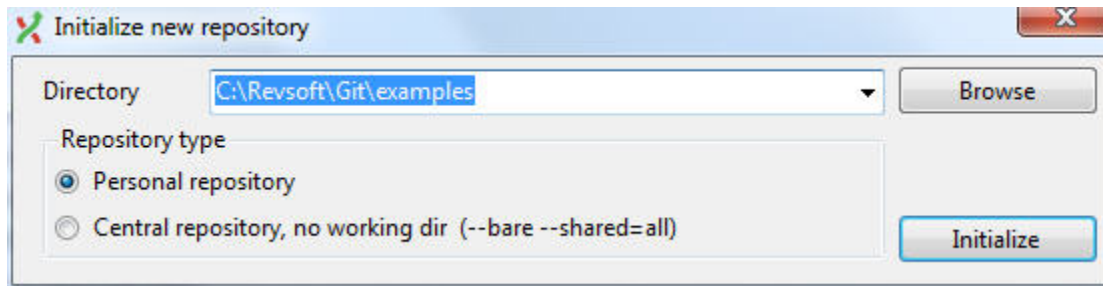 Initialize new repository
Directory C:\Revsoft\Git\examples Browse
Repository type
Personal repository
Central repository, no working dir (--bare --shared=all)
Initialize